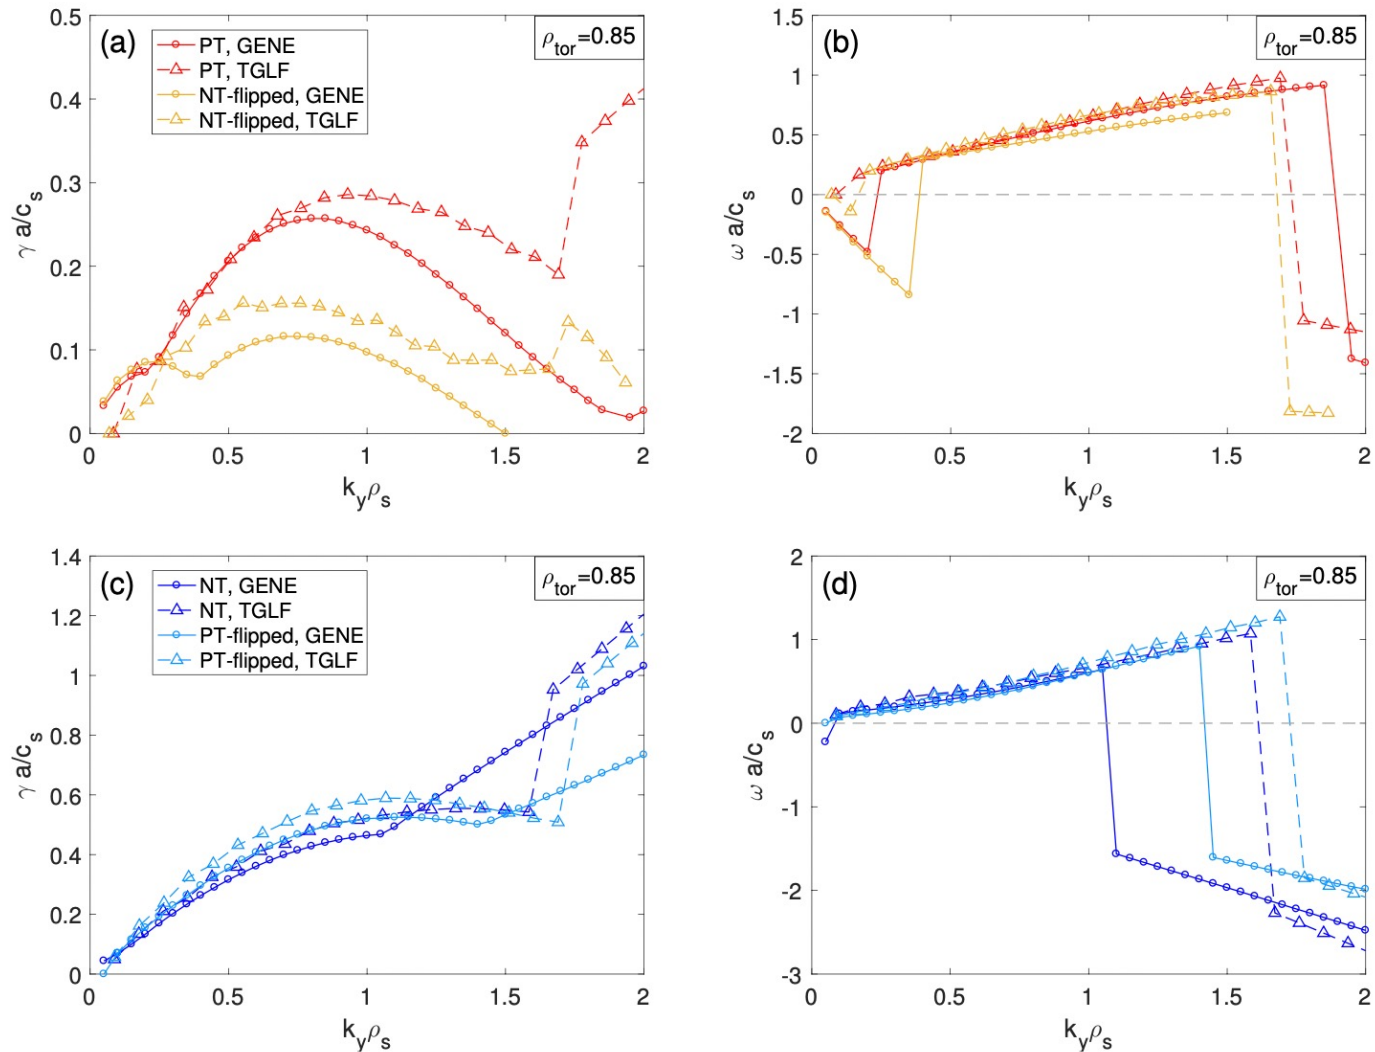 (a)
PT, GENE
PT, TGLF
NT-flipped, GENE
NT-flipped, TGLF
ρtor=0.85
0.5
0.4
0.3
0.2
0.1
0
γ a/cs
0 0.5 1 1.5 2
kyρs
(b)
ρtor=0.85
1.5
1
0.5
0
-0.5
-1
-1.5
-2
ω a/cs
0 0.5 1 1.5 2
kyρs
(c)
NT, GENE
NT, TGLF
PT-flipped, GENE
PT-flipped, TGLF
ρtor=0.85
1.4
1.2
1
0.8
0.6
0.4
0.2
0
γ a/cs
0 0.5 1 1.5 2
kyρs
(d)
ρtor=0.85
2
1
0
-1
-2
-3
ω a/cs
0 0.5 1 1.5 2
kyρs